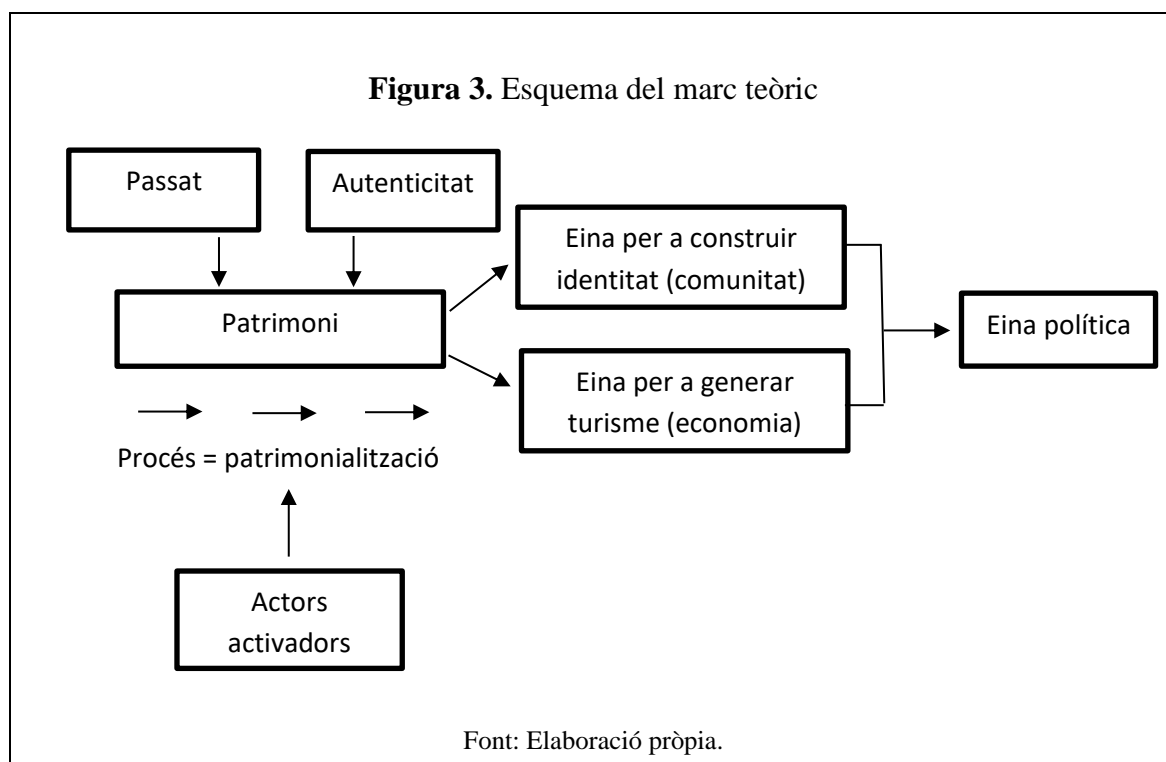 Figura 3. Esquema del marc teòric
Passat
Autenticitat
Patrimoni
Eina per a construir
identitat (comunitat)
Eina per a generar
turisme (economia)
Eina política
Procés = patrimonialització
Actors
activadors
Font: Elaboració pròpia.